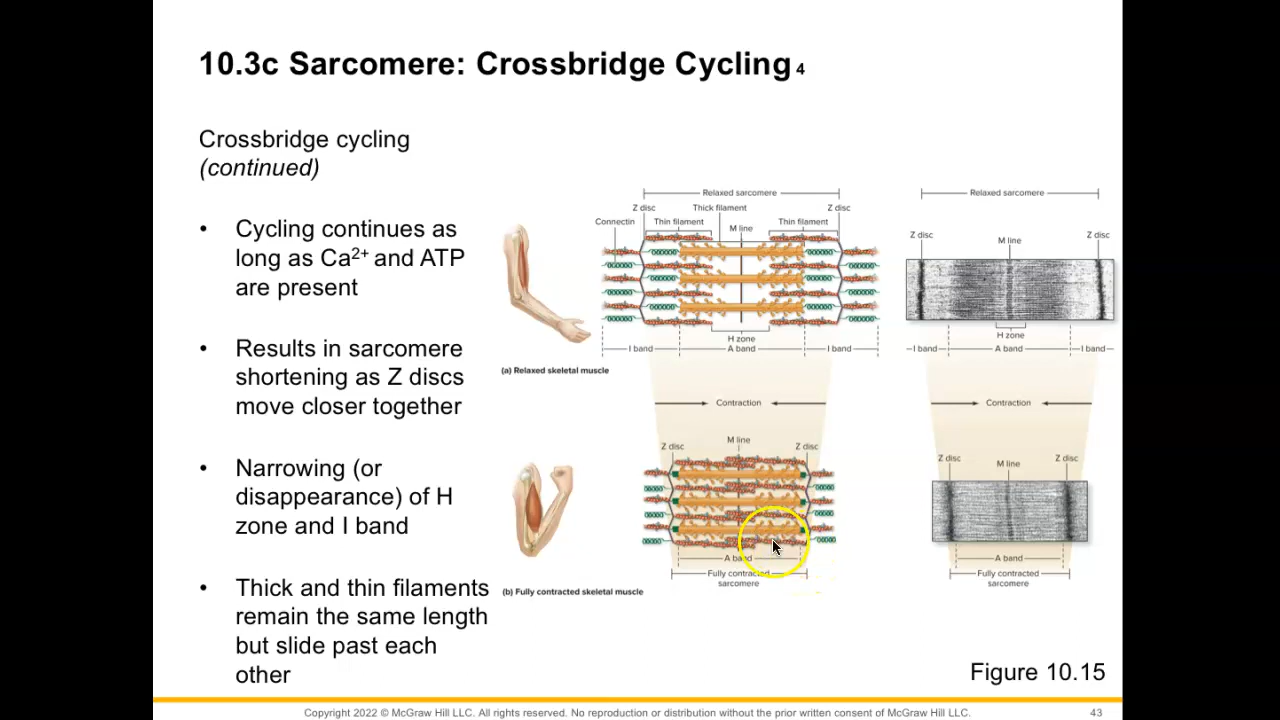 10.3c Sarcomere: Crossbridge Cycling 4
Crossbridge cycling
(continued)
• Cycling continues as
long as Ca²⁺ and ATP
are present
• Results in sarcomere
shortening as Z discs
move closer together
• Narrowing (or
disappearance) of H
zone and I band
• Thick and thin filaments
remain the same length
but slide past each
other
Relaxed sarcomere
Z disc Thick filament Z disc
Connectin Thin filament Thin filament
M line
H zone
I band A band I band
(a) Relaxed skeletal muscle
Relaxed sarcomere
Z disc Z disc
M line
H zone
I band A band I band
Contraction
Contraction
M line
Z disc Z disc
A band
Fully contracted
sarcomere
(b) Fully contracted skeletal muscle
Z disc Z disc
M line
A band
Fully contracted
sarcomere
Figure 10.15
Copyright 2022 © McGraw Hill LLC. All rights reserved. No reproduction or distribution without the prior written consent of McGraw Hill LLC.
43